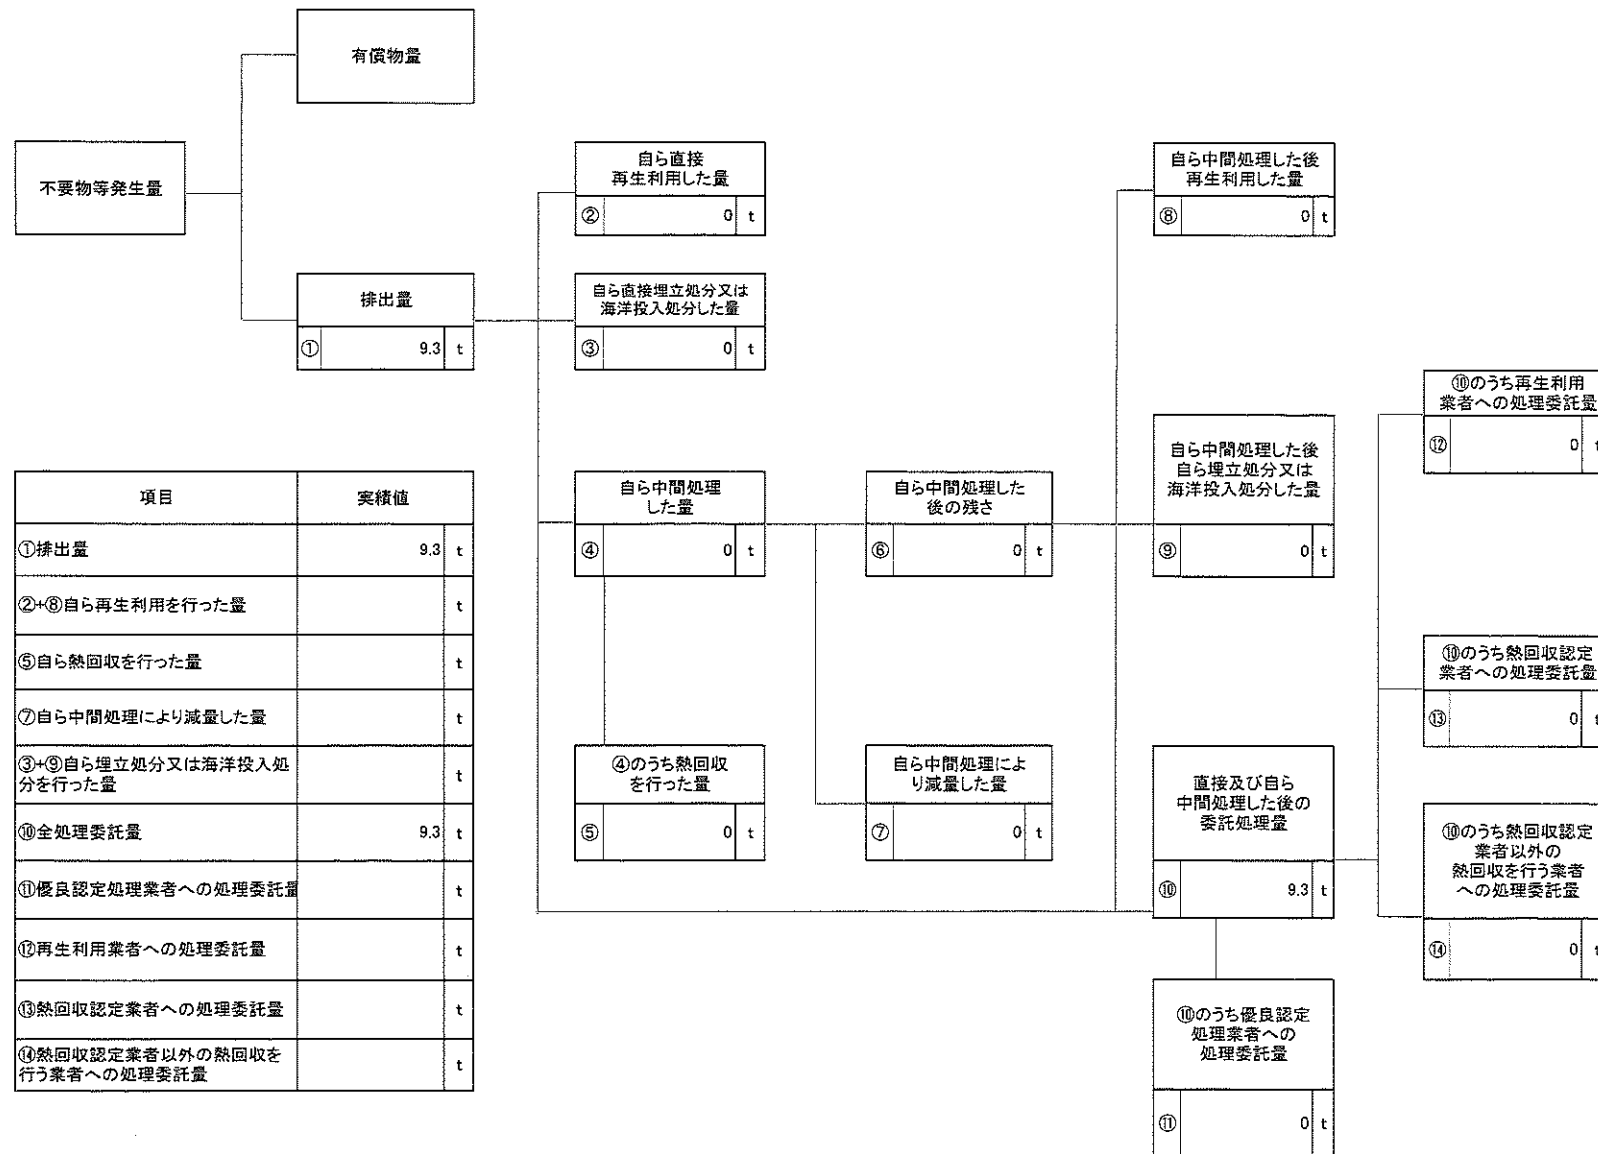 有償物量
不要物等発生量
排出量
① 9.3 t
自ら直接
再生利用した量
② 0 t
自ら直接埋立処分又は
海洋投入処分した量
③ 0 t
自ら中間処理
した量
④ 0 t
④のうち熱回収
を行った量
⑤ 0 t
自ら中間処理した
後の残さ
⑥ 0 t
自ら中間処理によ
り減量した量
⑦ 0 t
自ら中間処理した後
再生利用した量
⑧ 0 t
自ら中間処理した後
自ら埋立処分又は
海洋投入処分した量
⑨ 0 t
直接及び自ら
中間処理した後の
委託処理量
⑩ 9.3 t
⑩のうち優良認定
処理業者への
処理委託量
⑪ 0 t
⑩のうち再生利用
業者への処理委託量
⑫ 0 t
⑩のうち熱回収認定
業者への処理委託量
⑬ 0 t
⑩のうち熱回収認定
業者以外の
熱回収を行う業者
への処理委託量
⑭ 0 t
項目 実績値
①排出量 9.3 t
②+⑧自ら再生利用を行った量 t
⑤自ら熱回収を行った量 t
⑦自ら中間処理により減量した量 t
③+⑨自ら埋立処分又は海洋投入処
分を行った量 t
⑩全処理委託量 9.3 t
⑪優良認定処理業者への処理委託量 t
⑫再生利用業者への処理委託量 t
⑬熱回収認定業者への処理委託量 t
⑭熱回収認定業者以外の熱回収を
行う業者への処理委託量 t